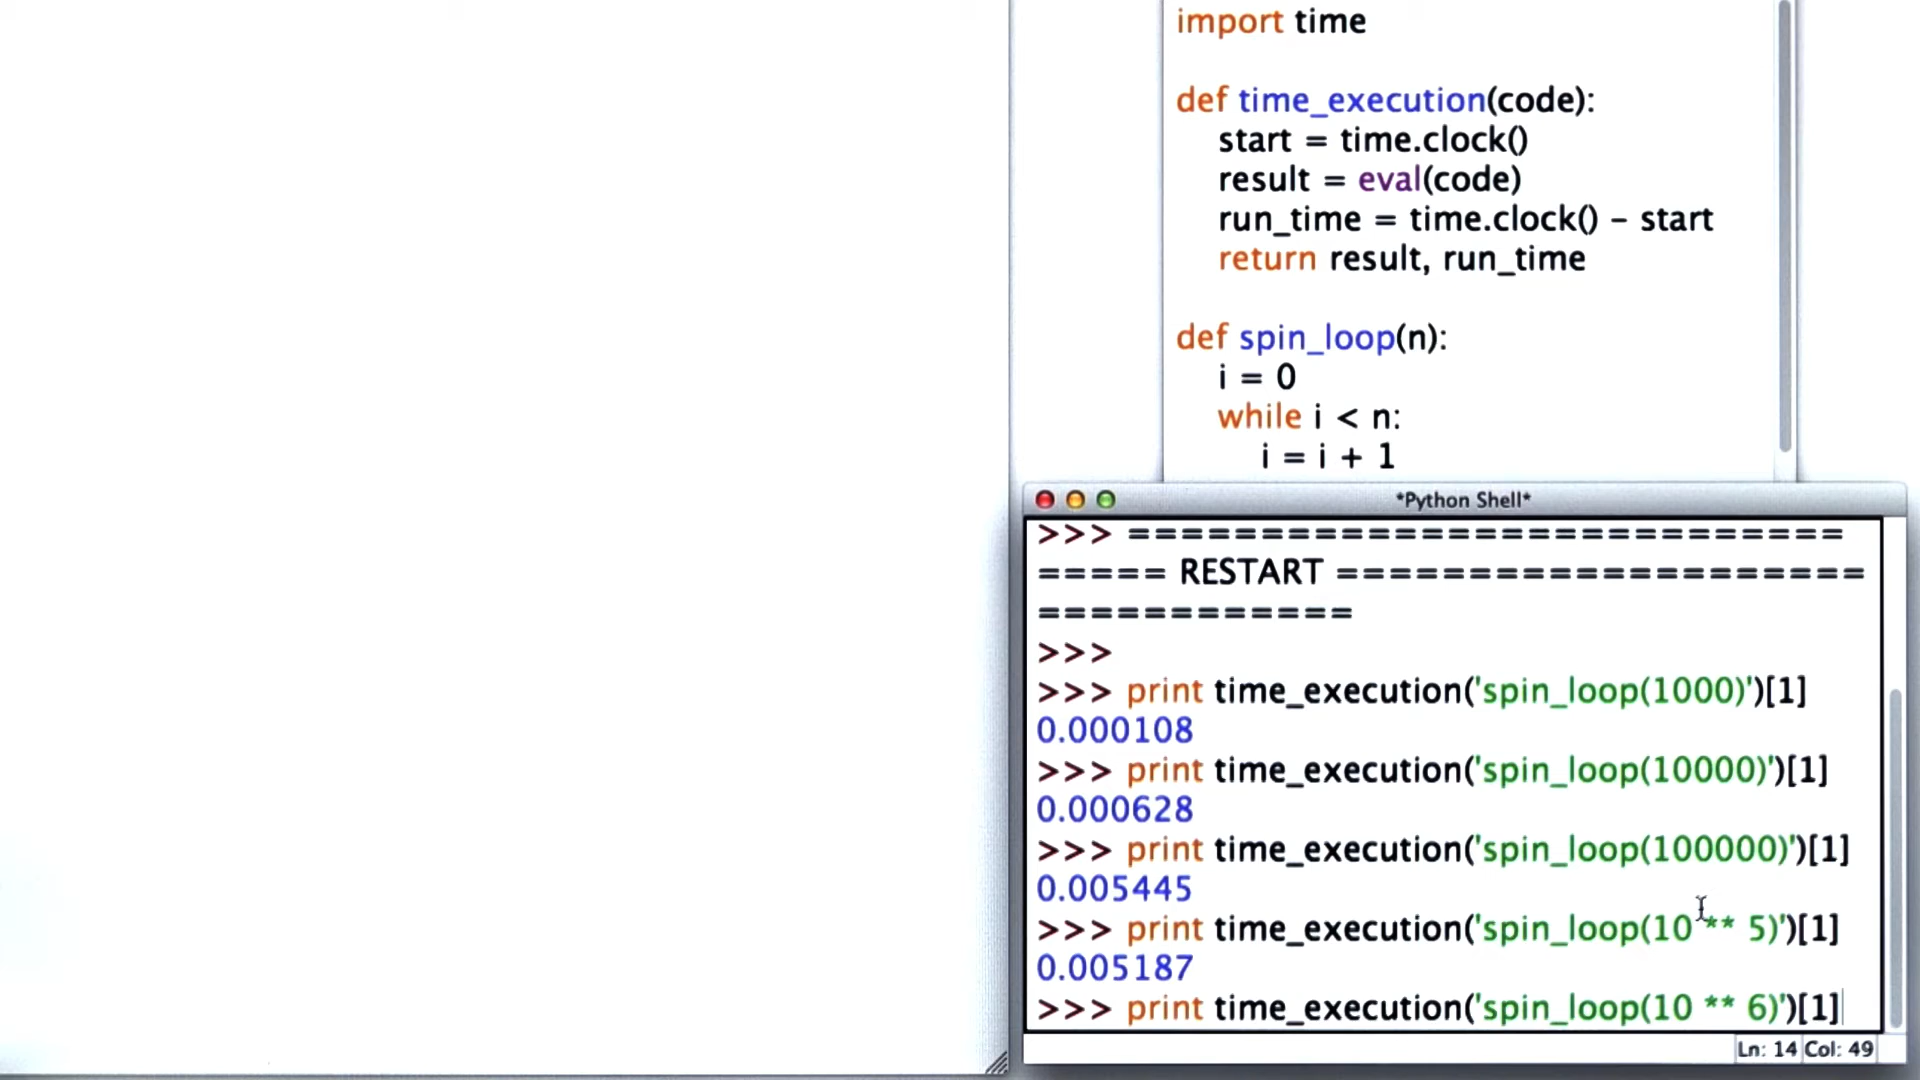 import time
def time_execution(code):
start = time.clock()
result = eval(code)
run_time = time.clock() - start
return result, run_time
def spin_loop(n):
i = 0
while i < n:
i = i + 1
*Python Shell*
>>> ===========================
===== RESTART ====================
============
>>>
>>> print time_execution('spin_loop(1000)')[1]
0.000108
>>> print time_execution('spin_loop(10000)')[1]
0.000628
>>> print time_execution('spin_loop(100000)')[1]
0.005445
>>> print time_execution('spin_loop(10 ** 5)')[1]
0.005187
>>> print time_execution('spin_loop(10 ** 6)')[1]
Ln: 14 Col: 49